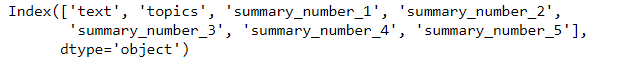 Index(['text', 'topics', 'summary_number_1', 'summary_number_2',
'summary_number_3', 'summary_number_4', 'summary_number_5'],
dtype='object')